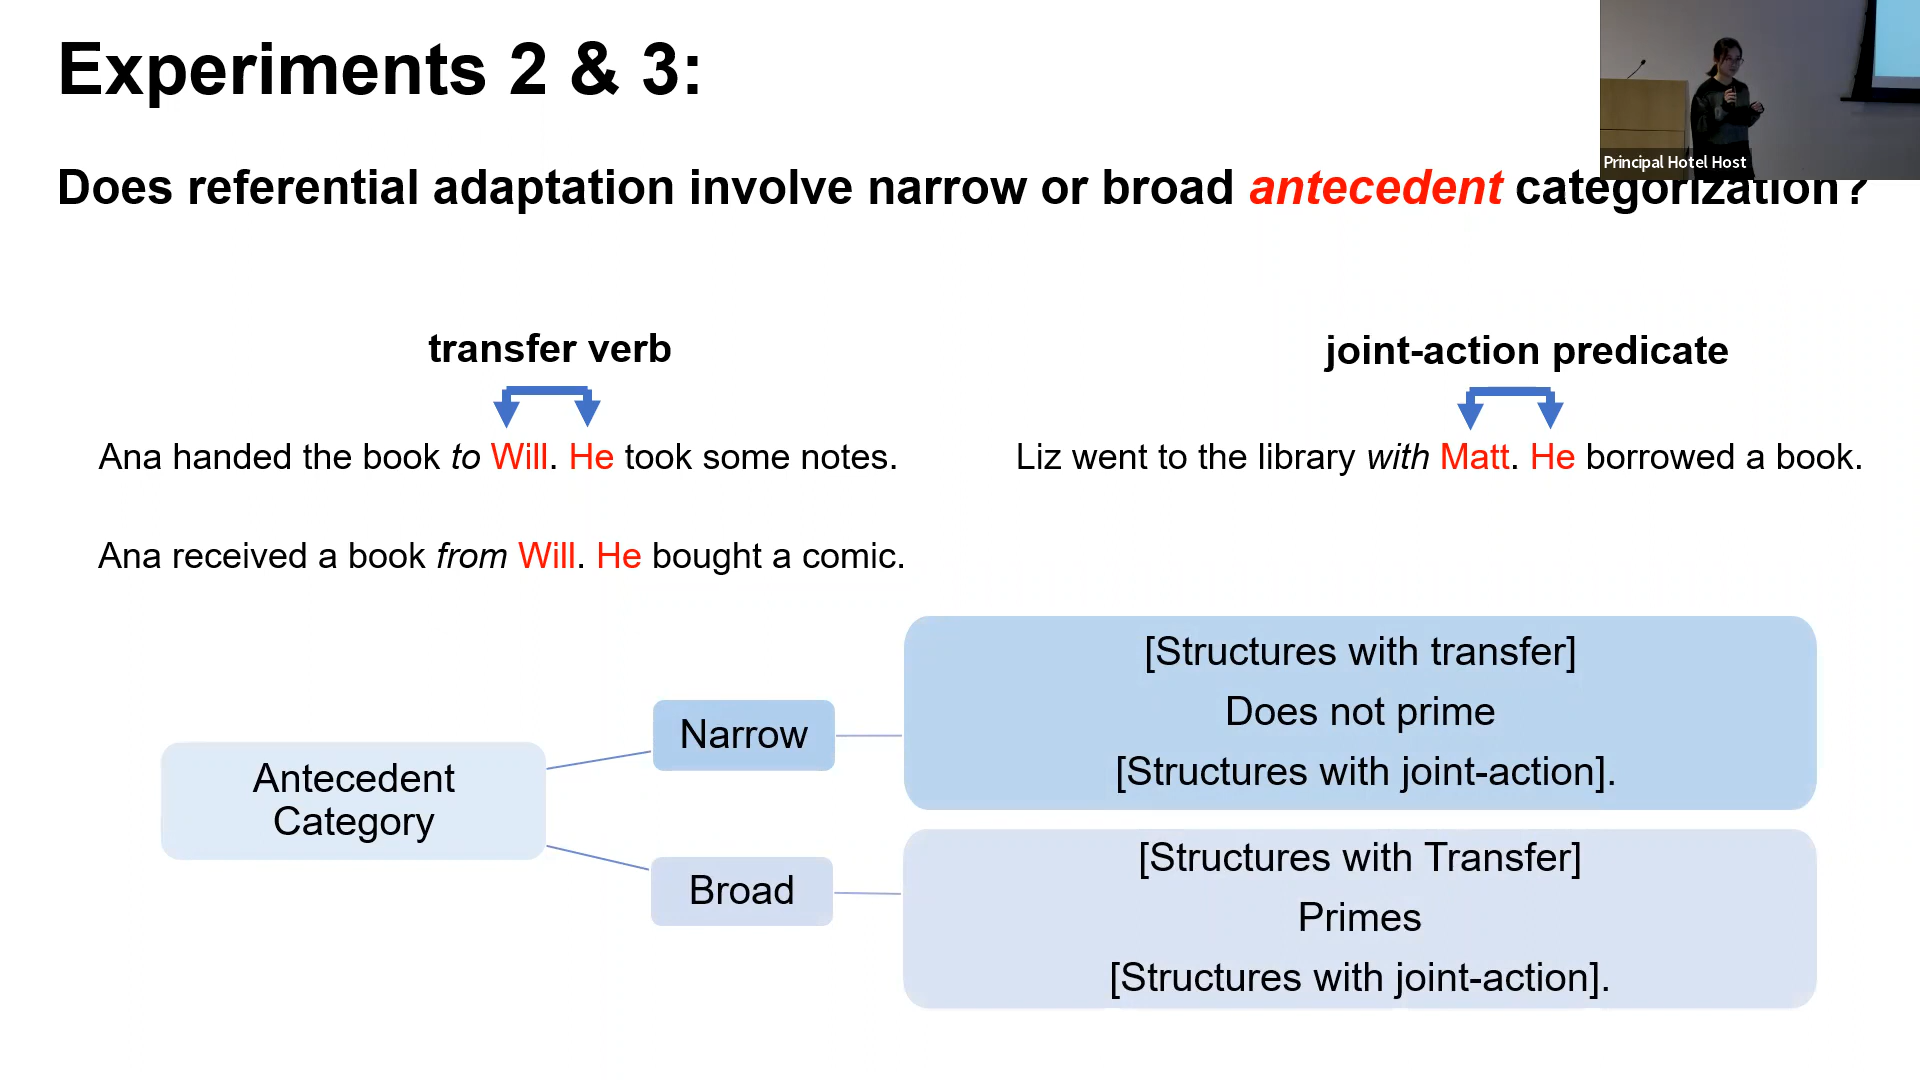 Experiments 2 & 3:
Principal Hotel Host
Does referential adaptation involve narrow or broad antecedent categorization?
transfer verb
joint-action predicate
Ana handed the book to Will. He took some notes.
Liz went to the library with Matt. He borrowed a book.
Ana received a book from Will. He bought a comic.
Antecedent
Category
Narrow
[Structures with transfer]
Does not prime
[Structures with joint-action].
Broad
[Structures with Transfer]
Primes
[Structures with joint-action].